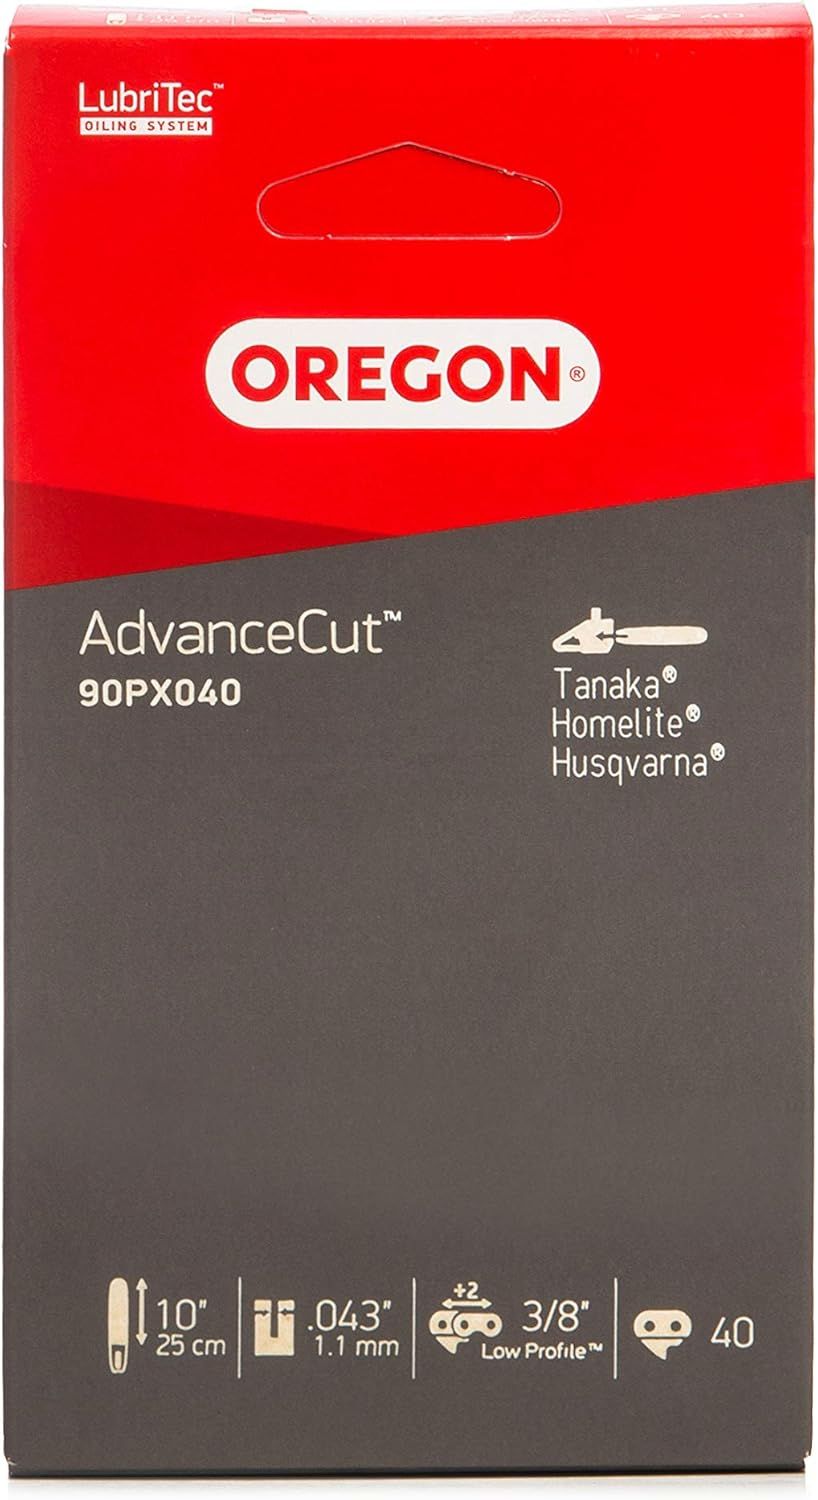 40
LubriTec™
OILING SYSTEM
OREGON®
AdvanceCut™
90PX040
Tanaka®
Homelite®
Husqvarna®
10" .043" +2 3/8" 40
25 cm 1.1 mm Low Profile™